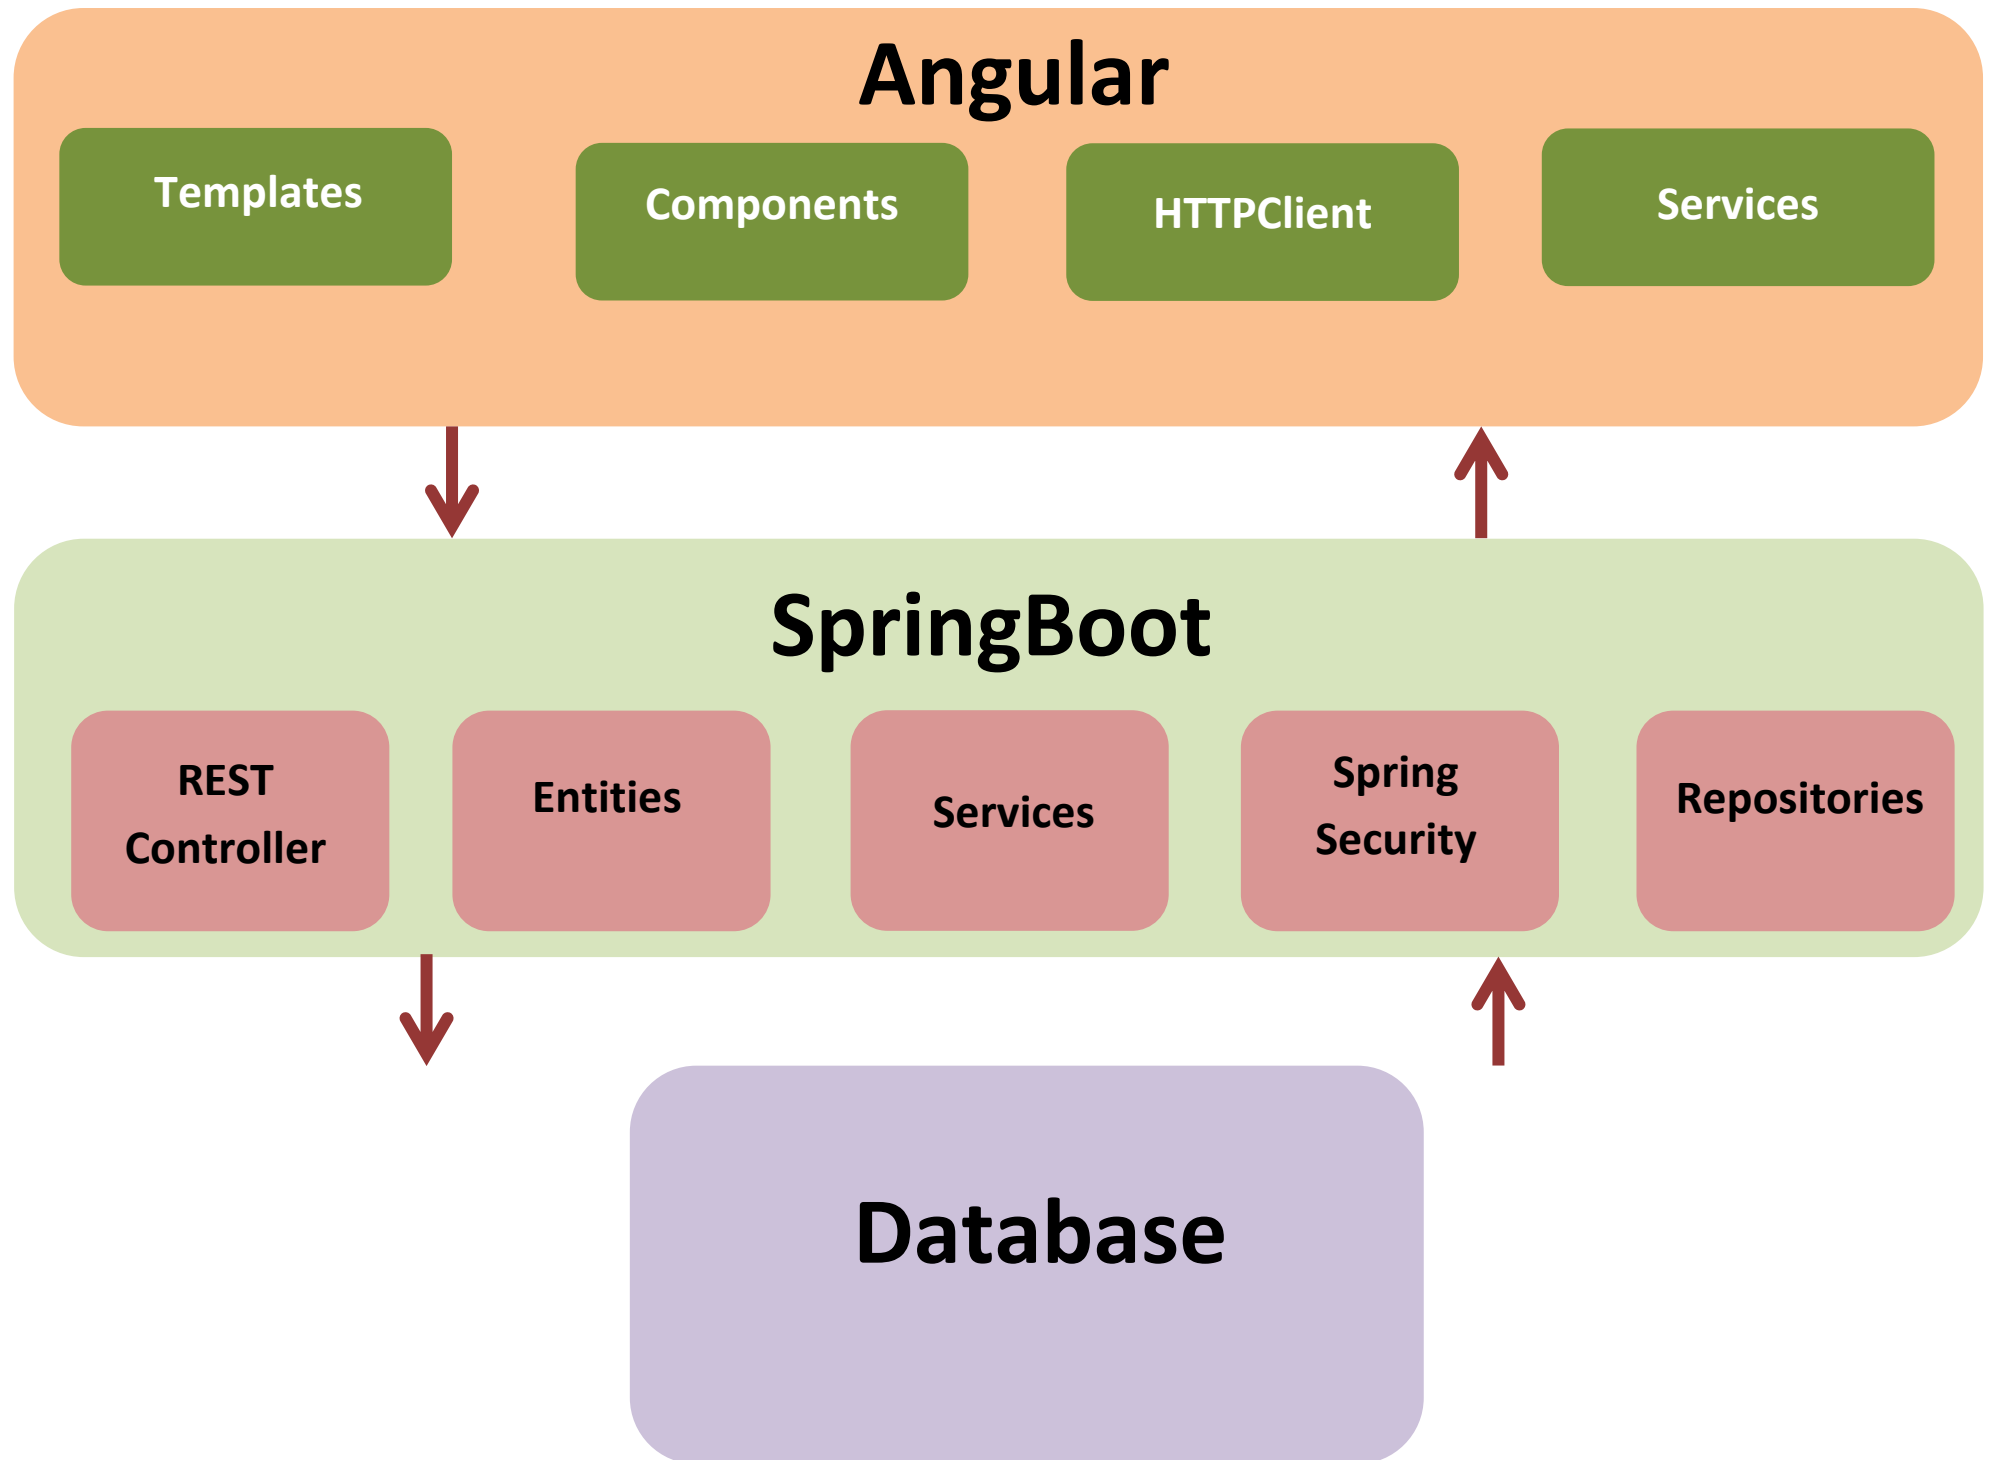 Angular
Templates
Components
HTTPClient
Services
SpringBoot
REST
Controller
Entities
Services
Spring
Security
Repositories
Database